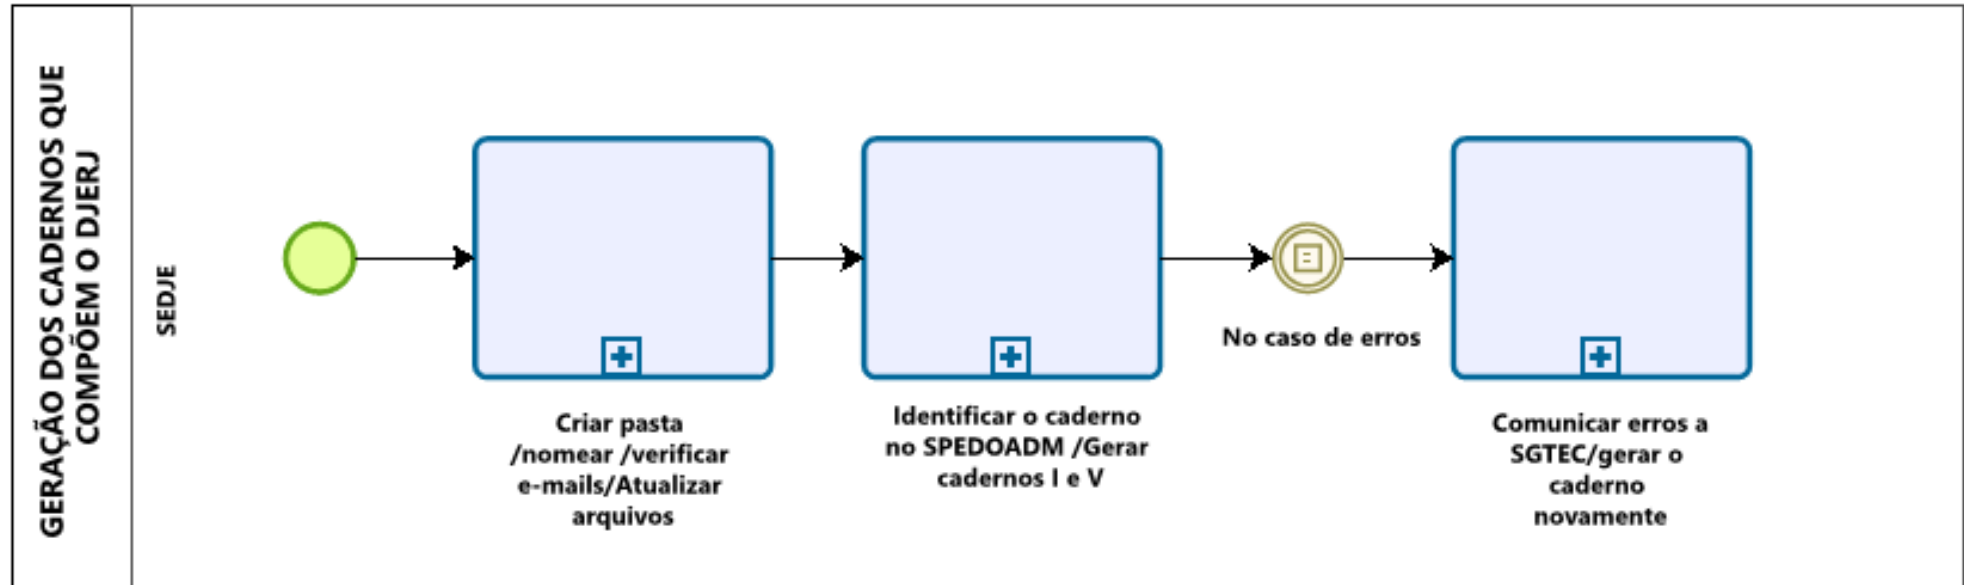 GERAÇÃO DOS CADERNOS QUE
COMPÕEM O DJERJ
SEDJE
Criar pasta
/nomear /verificar
e-mails/Atualizar
arquivos
Identificar o caderno
no SPEDOADM /Gerar
cadernos I e V
No caso de erros
Comunicar erros a
SGTEC/gerar o
caderno
novamente